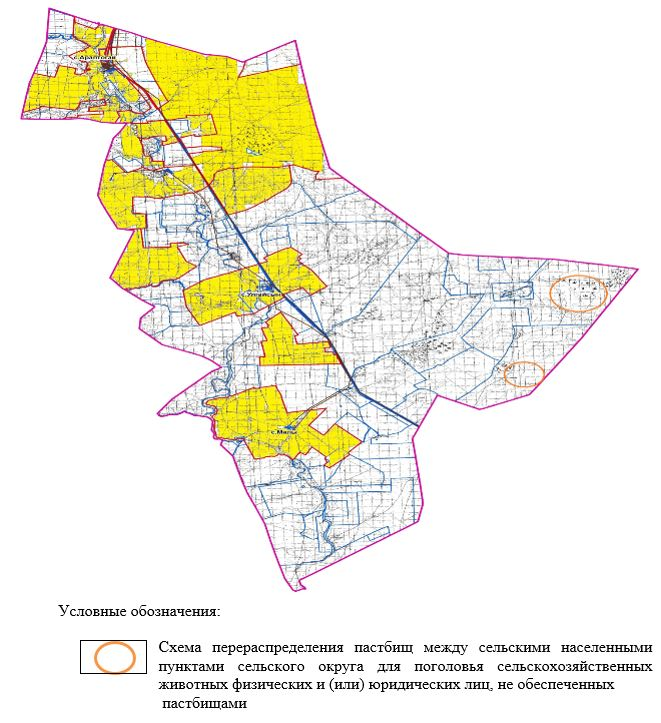 с.Араптоган
Условные обозначения:
Схема перераспределения пастбищ между сельскими населенными
пунктами сельского округа для поголовья сельскохозяйственных
животных физических и (или) юридических лиц, не обеспеченных
пастбищами